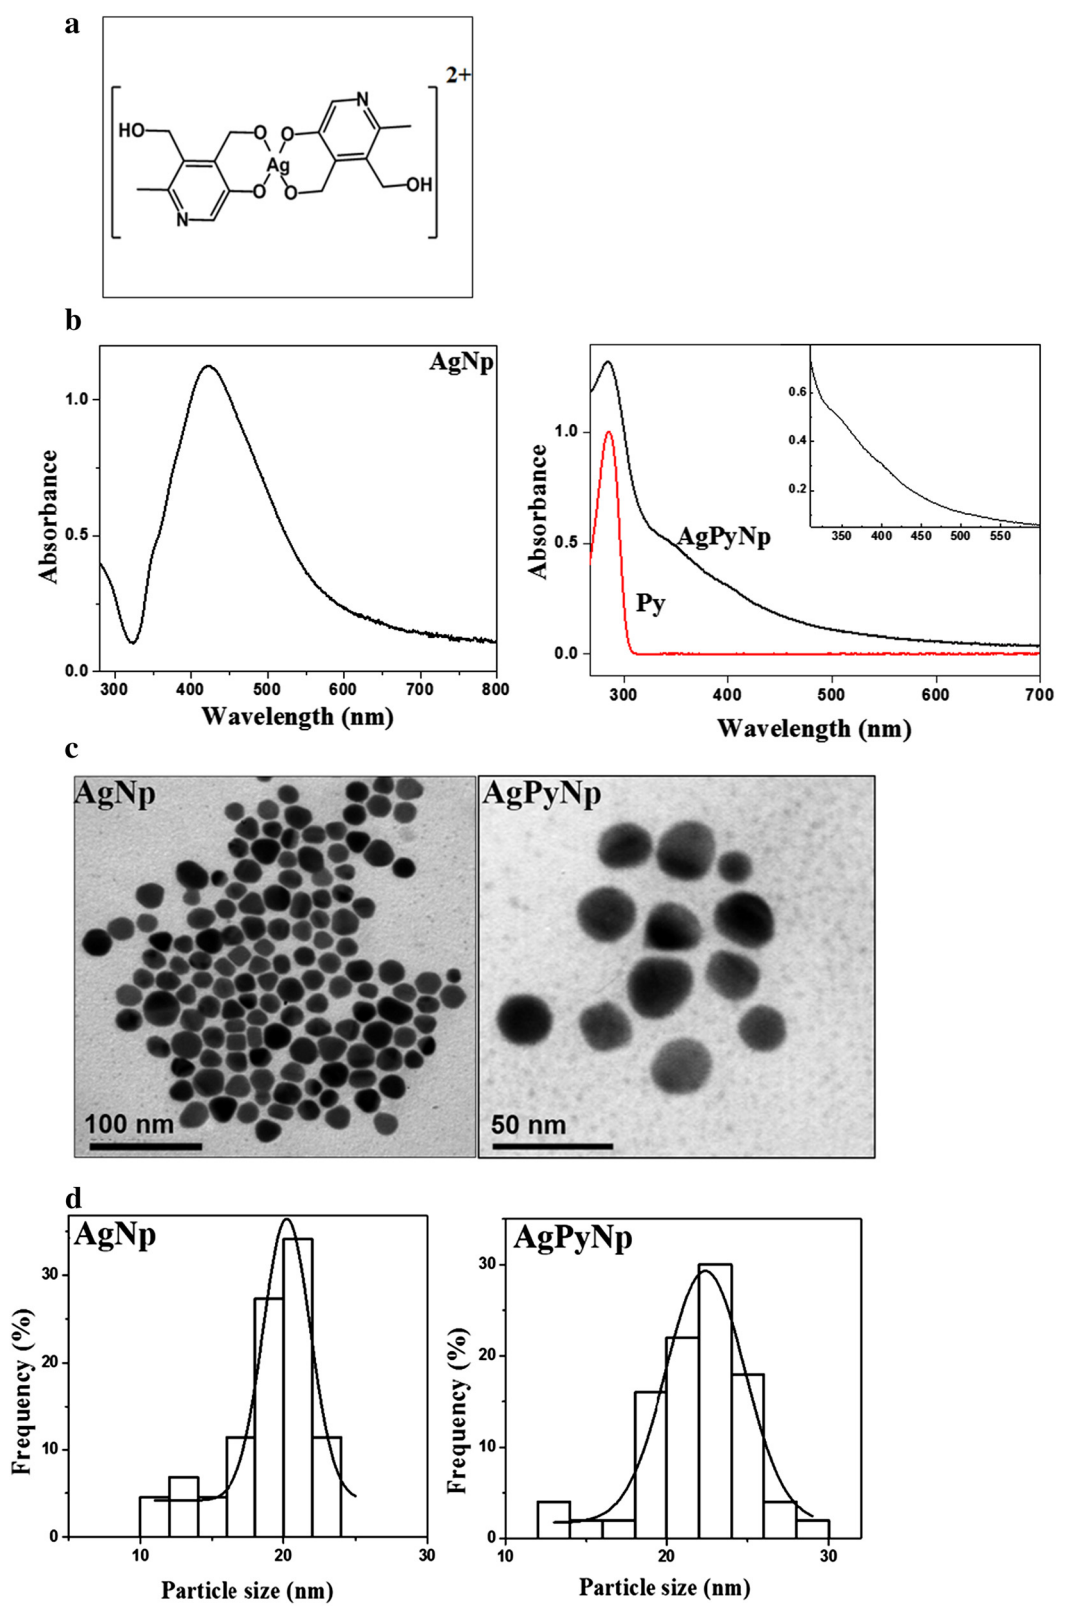 a
2+
HO
O
O
N
Ag
O
O
OH
N
b
AgNp
1.0
0.5
0.0
Absorbance
300 400 500 600 700 800
Wavelength (nm)
1.0
0.5
0.0
Absorbance
AgPyNp
Py
0.6
0.4
0.2
350 400 450 500 550
300 400 500 600 700
Wavelength (nm)
c
AgNp
100 nm
AgPyNp
50 nm
d
AgNp
30
20
10
0
Frequency (%)
10 20 30
Particle size (nm)
AgPyNp
30
20
10
0
Frequency (%)
10 20 30
Particle size (nm)